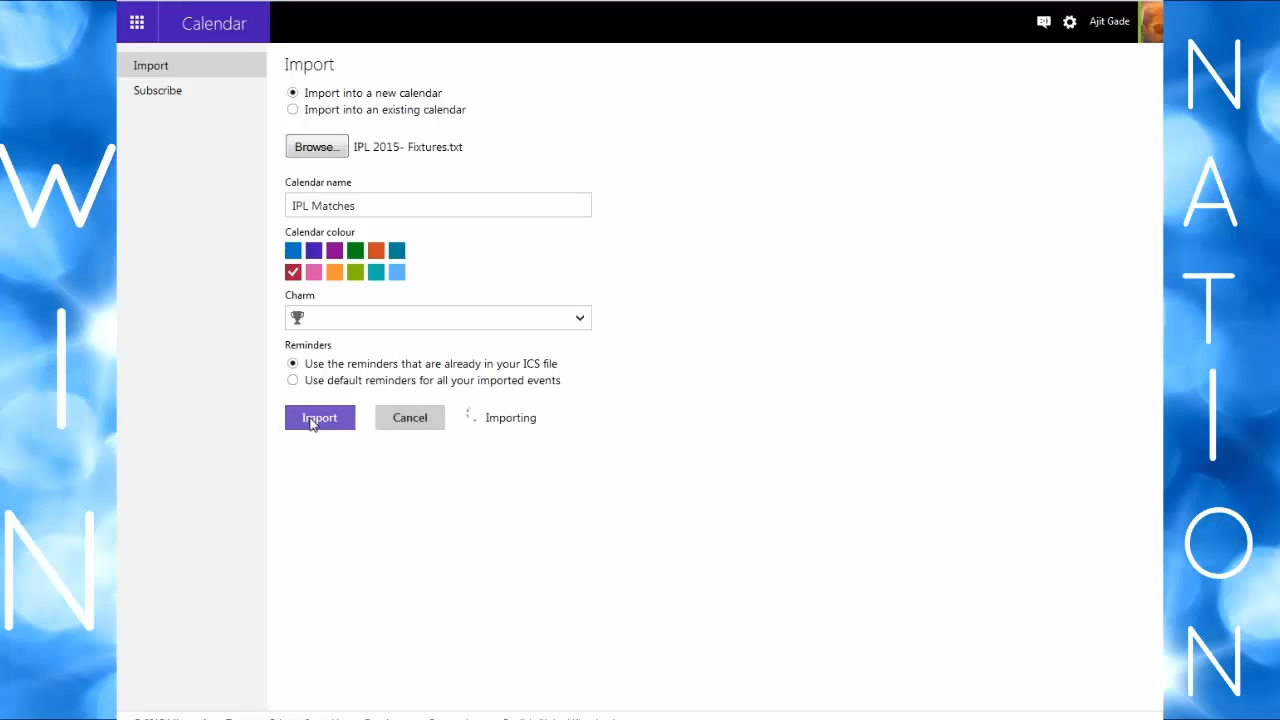 WIN
Calendar
Ajit Gade
Import
Subscribe
Import
Import into a new calendar
Import into an existing calendar
Browse... IPL 2015- Fixtures.txt
Calendar name
IPL Matches
Calendar colour
Charm
Reminders
Use the reminders that are already in your ICS file
Use default reminders for all your imported events
Import Cancel Importing
NATION